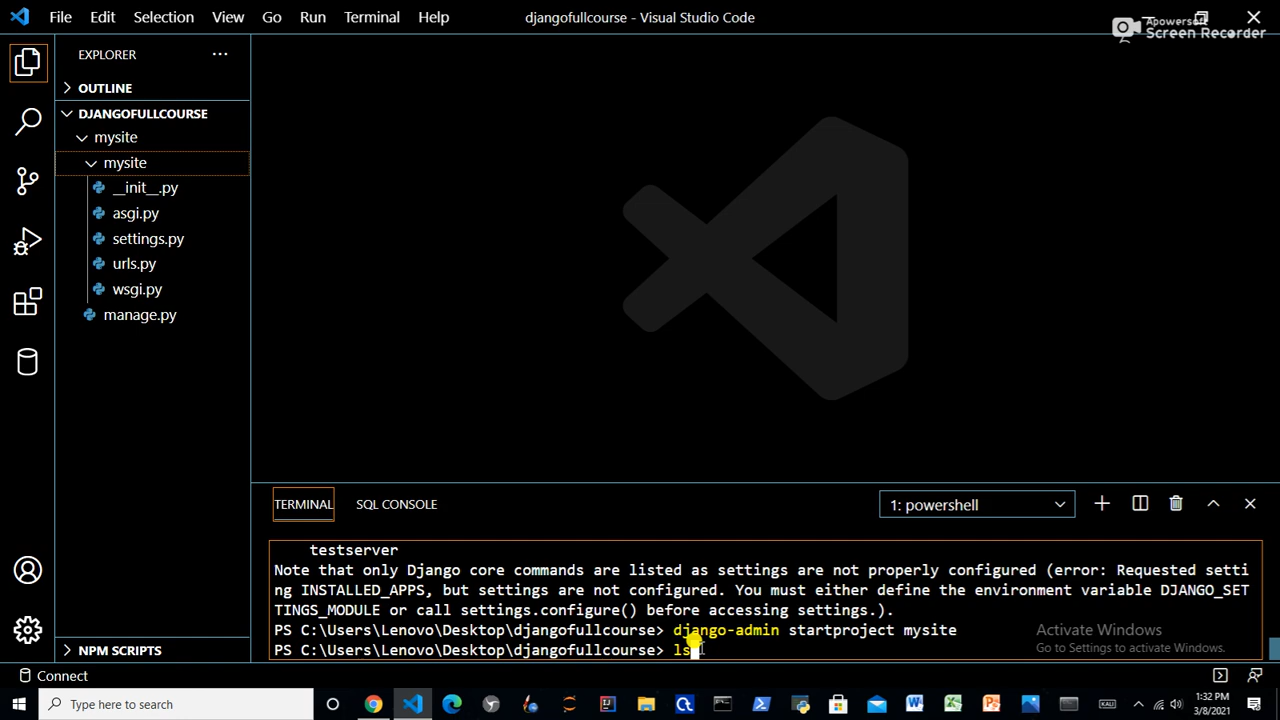 File Edit Selection View Go Run Terminal Help djangofullcourse - Visual Studio Code
Apowersoft
Screen Recorder
EXPLORER ...
OUTLINE
DJANGOFULLCOURSE
mysite
mysite
__init__.py
asgi.py
settings.py
urls.py
wsgi.py
manage.py
NPM SCRIPTS
TERMINAL SQL CONSOLE 1: powershell
testserver
Note that only Django core commands are listed as settings are not properly configured (error: Requested setti
ng INSTALLED_APPS, but settings are not configured. You must either define the environment variable DJANGO_SET
TINGS_MODULE or call settings.configure() before accessing settings.).
PS C:\Users\Lenovo\Desktop\djangofullcourse> django-admin startproject mysite
PS C:\Users\Lenovo\Desktop\djangofullcourse> ls
Activate Windows
Go to Settings to activate Windows.
Connect
Type here to search
KALI
1:32 PM
3/8/2021